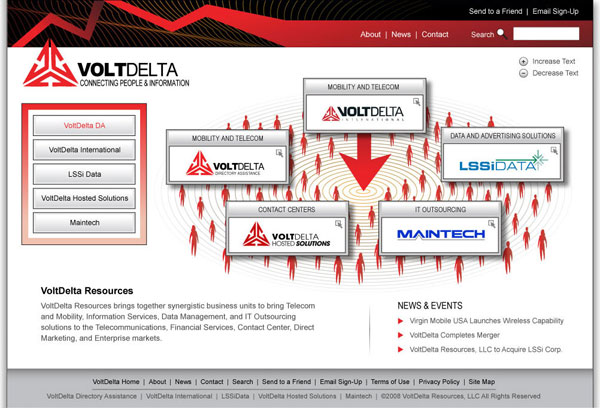 Send to a Friend | Email Sign-Up
About | News | Contact
Search
VOLTDELTA
CONNECTING PEOPLE & INFORMATION
Increase Text
Decrease Text
VoltDelta DA
VoltDelta International
LSSi Data
VoltDelta Hosted Solutions
Maintech
MOBILITY AND TELECOM
VOLTDELTA
INTERNATIONAL
MOBILITY AND TELECOM
VOLTDELTA
DIRECTORY ASSISTANCE
DATA AND ADVERTISING SOLUTIONS
LSSiDATA
CONTACT CENTERS
VOLTDELTA
HOSTED SOLUTIONS
IT OUTSOURCING
MAINTECH
VoltDelta Resources
VoltDelta Resources brings together synergistic business units to bring Telecom
and Mobility, Information Services, Data Management, and IT Outsourcing
solutions to the Telecommunications, Financial Services, Contact Center, Direct
Marketing, and Enterprise markets.
NEWS & EVENTS
Virgin Mobile USA Launches Wireless Capability
VoltDelta Completes Merger
VoltDelta Resources, LLC to Acquire LSSi Corp.
VoltDelta Home | About | News | Contact | Search | Send to a Friend | Email Sign-Up | Terms of Use | Privacy Policy | Site Map
VoltDelta Directory Assistance | VoltDelta International | LSSiData | VoltDelta Hosted Solutions | Maintech | ©2008 VoltDelta Resources, LLC All Rights Reserved